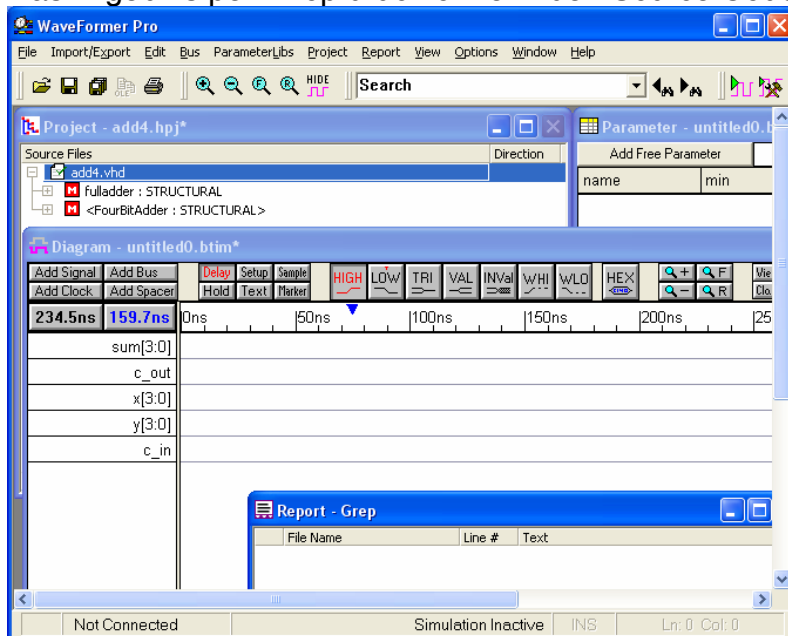 WaveFormer Pro
File Import/Export Edit Bus ParameterLibs Project Report View Options Window Help
HIDE Search
Project - add4.hpj*
Source Files Direction
add4.vhd
fulladder : STRUCTURAL
<FourBitAdder : STRUCTURAL>
Parameter - untitled0.b
Add Free Parameter
name min
Diagram - untitled0.btim*
Add Signal Add Bus Delay Setup Sample HIGH LOW TRI VAL INVal WHI WLO HEX + F Vie
Add Clock Add Spacer Hold Text Marker - R Clo
234.5ns 159.7ns 0ns 50ns 100ns 150ns 200ns 25
sum[3:0]
c_out
x[3:0]
y[3:0]
c_in
Report - Grep
File Name Line # Text
Not Connected Simulation Inactive INS Ln: 0 Col: 0